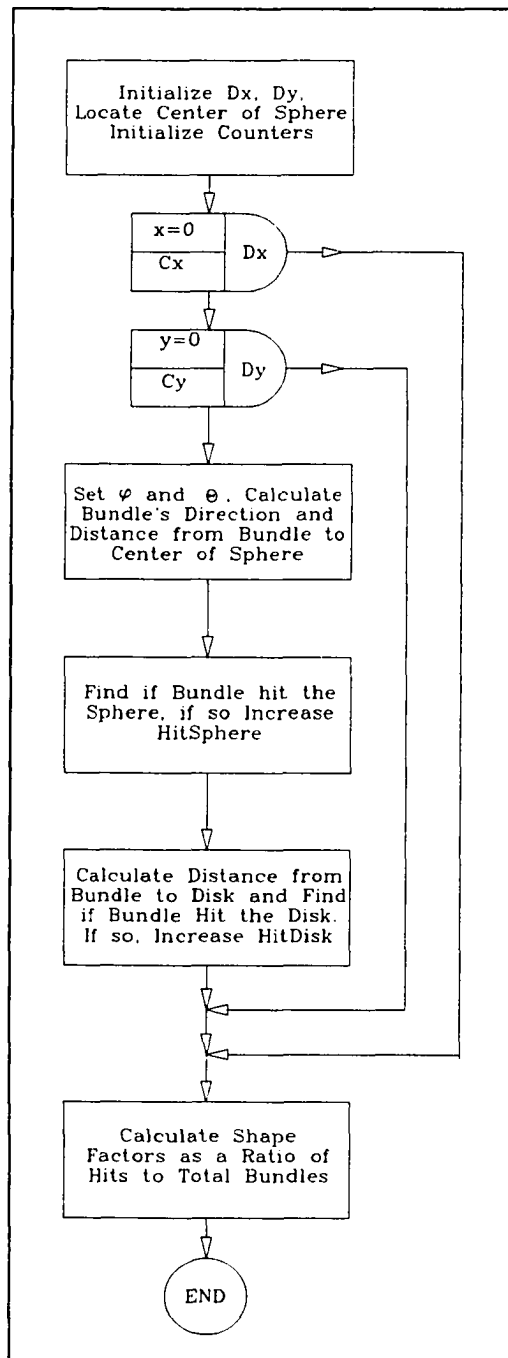 Initialize Dx, Dy,
Locate Center of Sphere
Initialize Counters
x=0
Cx
Dx
y=0
Cy
Dy
Set φ and θ. Calculate
Bundle's Direction and
Distance from Bundle to
Center of Sphere
Find if Bundle hit the
Sphere, if so Increase
HitSphere
Calculate Distance from
Bundle to Disk and Find
if Bundle Hit the Disk.
If so, Increase HitDisk
Calculate Shape
Factors as a Ratio of
Hits to Total Bundles
END